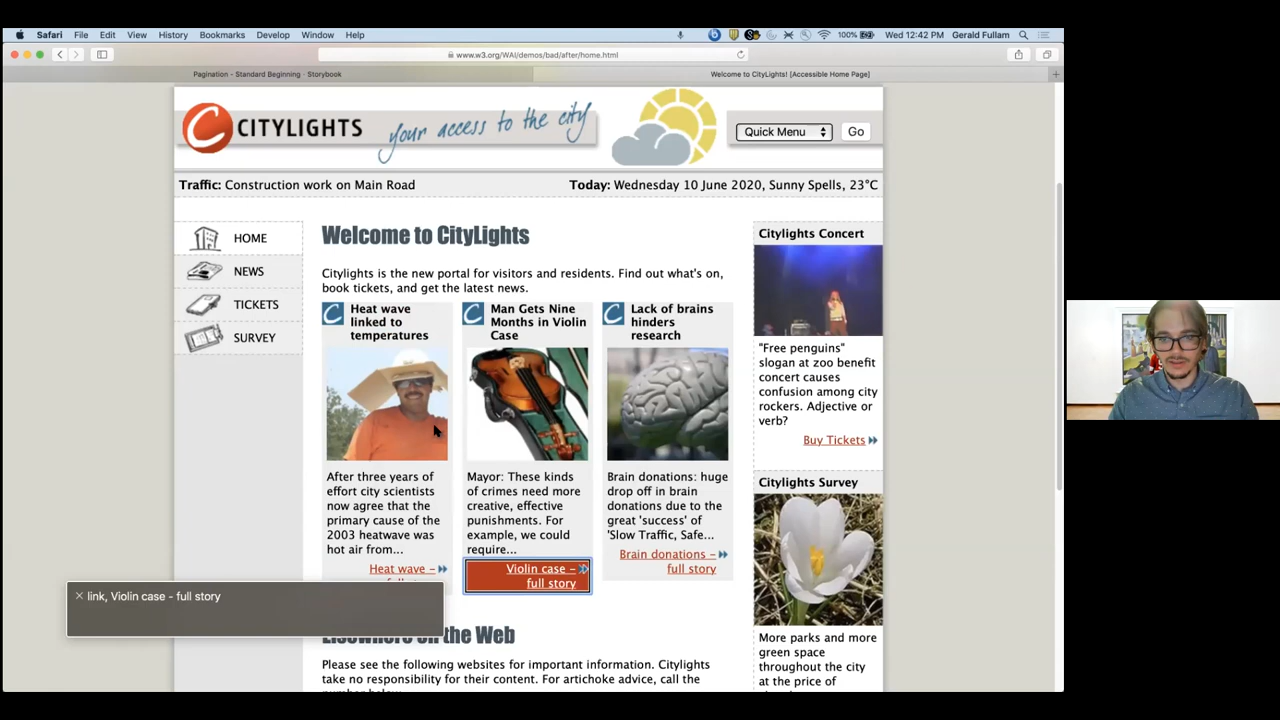 Safari File Edit View History Bookmarks Develop Window Help
100% Wed 12:42 PM Gerald Fullam
www.w3.org/WAI/demos/bad/after/home.html
Pagination - Standard Beginning · Storybook
Welcome to CityLights! [Accessible Home Page]
CITYLIGHTS
your access to the city
Quick Menu Go
Traffic: Construction work on Main Road
Today: Wednesday 10 June 2020, Sunny Spells, 23°C
HOME
NEWS
TICKETS
SURVEY
Welcome to CityLights
Citylights is the new portal for visitors and residents. Find out what's on,
book tickets, and get the latest news.
Heat wave
linked to
temperatures
After three years of
effort city scientists
now agree that the
primary cause of the
2003 heatwave was
hot air from...
Heat wave –
Man Gets Nine
Months in Violin
Case
Mayor: These kinds
of crimes need more
creative, effective
punishments. For
example, we could
require...
Violin case –
full story
Lack of brains
hinders
research
Brain donations: huge
drop off in brain
donations due to the
great 'success' of
'Slow Traffic, Safe...
Brain donations –
full story
Citylights Concert
"Free penguins"
slogan at zoo benefit
concert causes
confusion among city
rockers. Adjective or
verb?
Buy Tickets
Citylights Survey
More parks and more
green space
throughout the city
at the price of
link, Violin case - full story
Elsewhere on the Web
Please see the following websites for important information. Citylights
take no responsibility for their content. For artichoke advice, call the